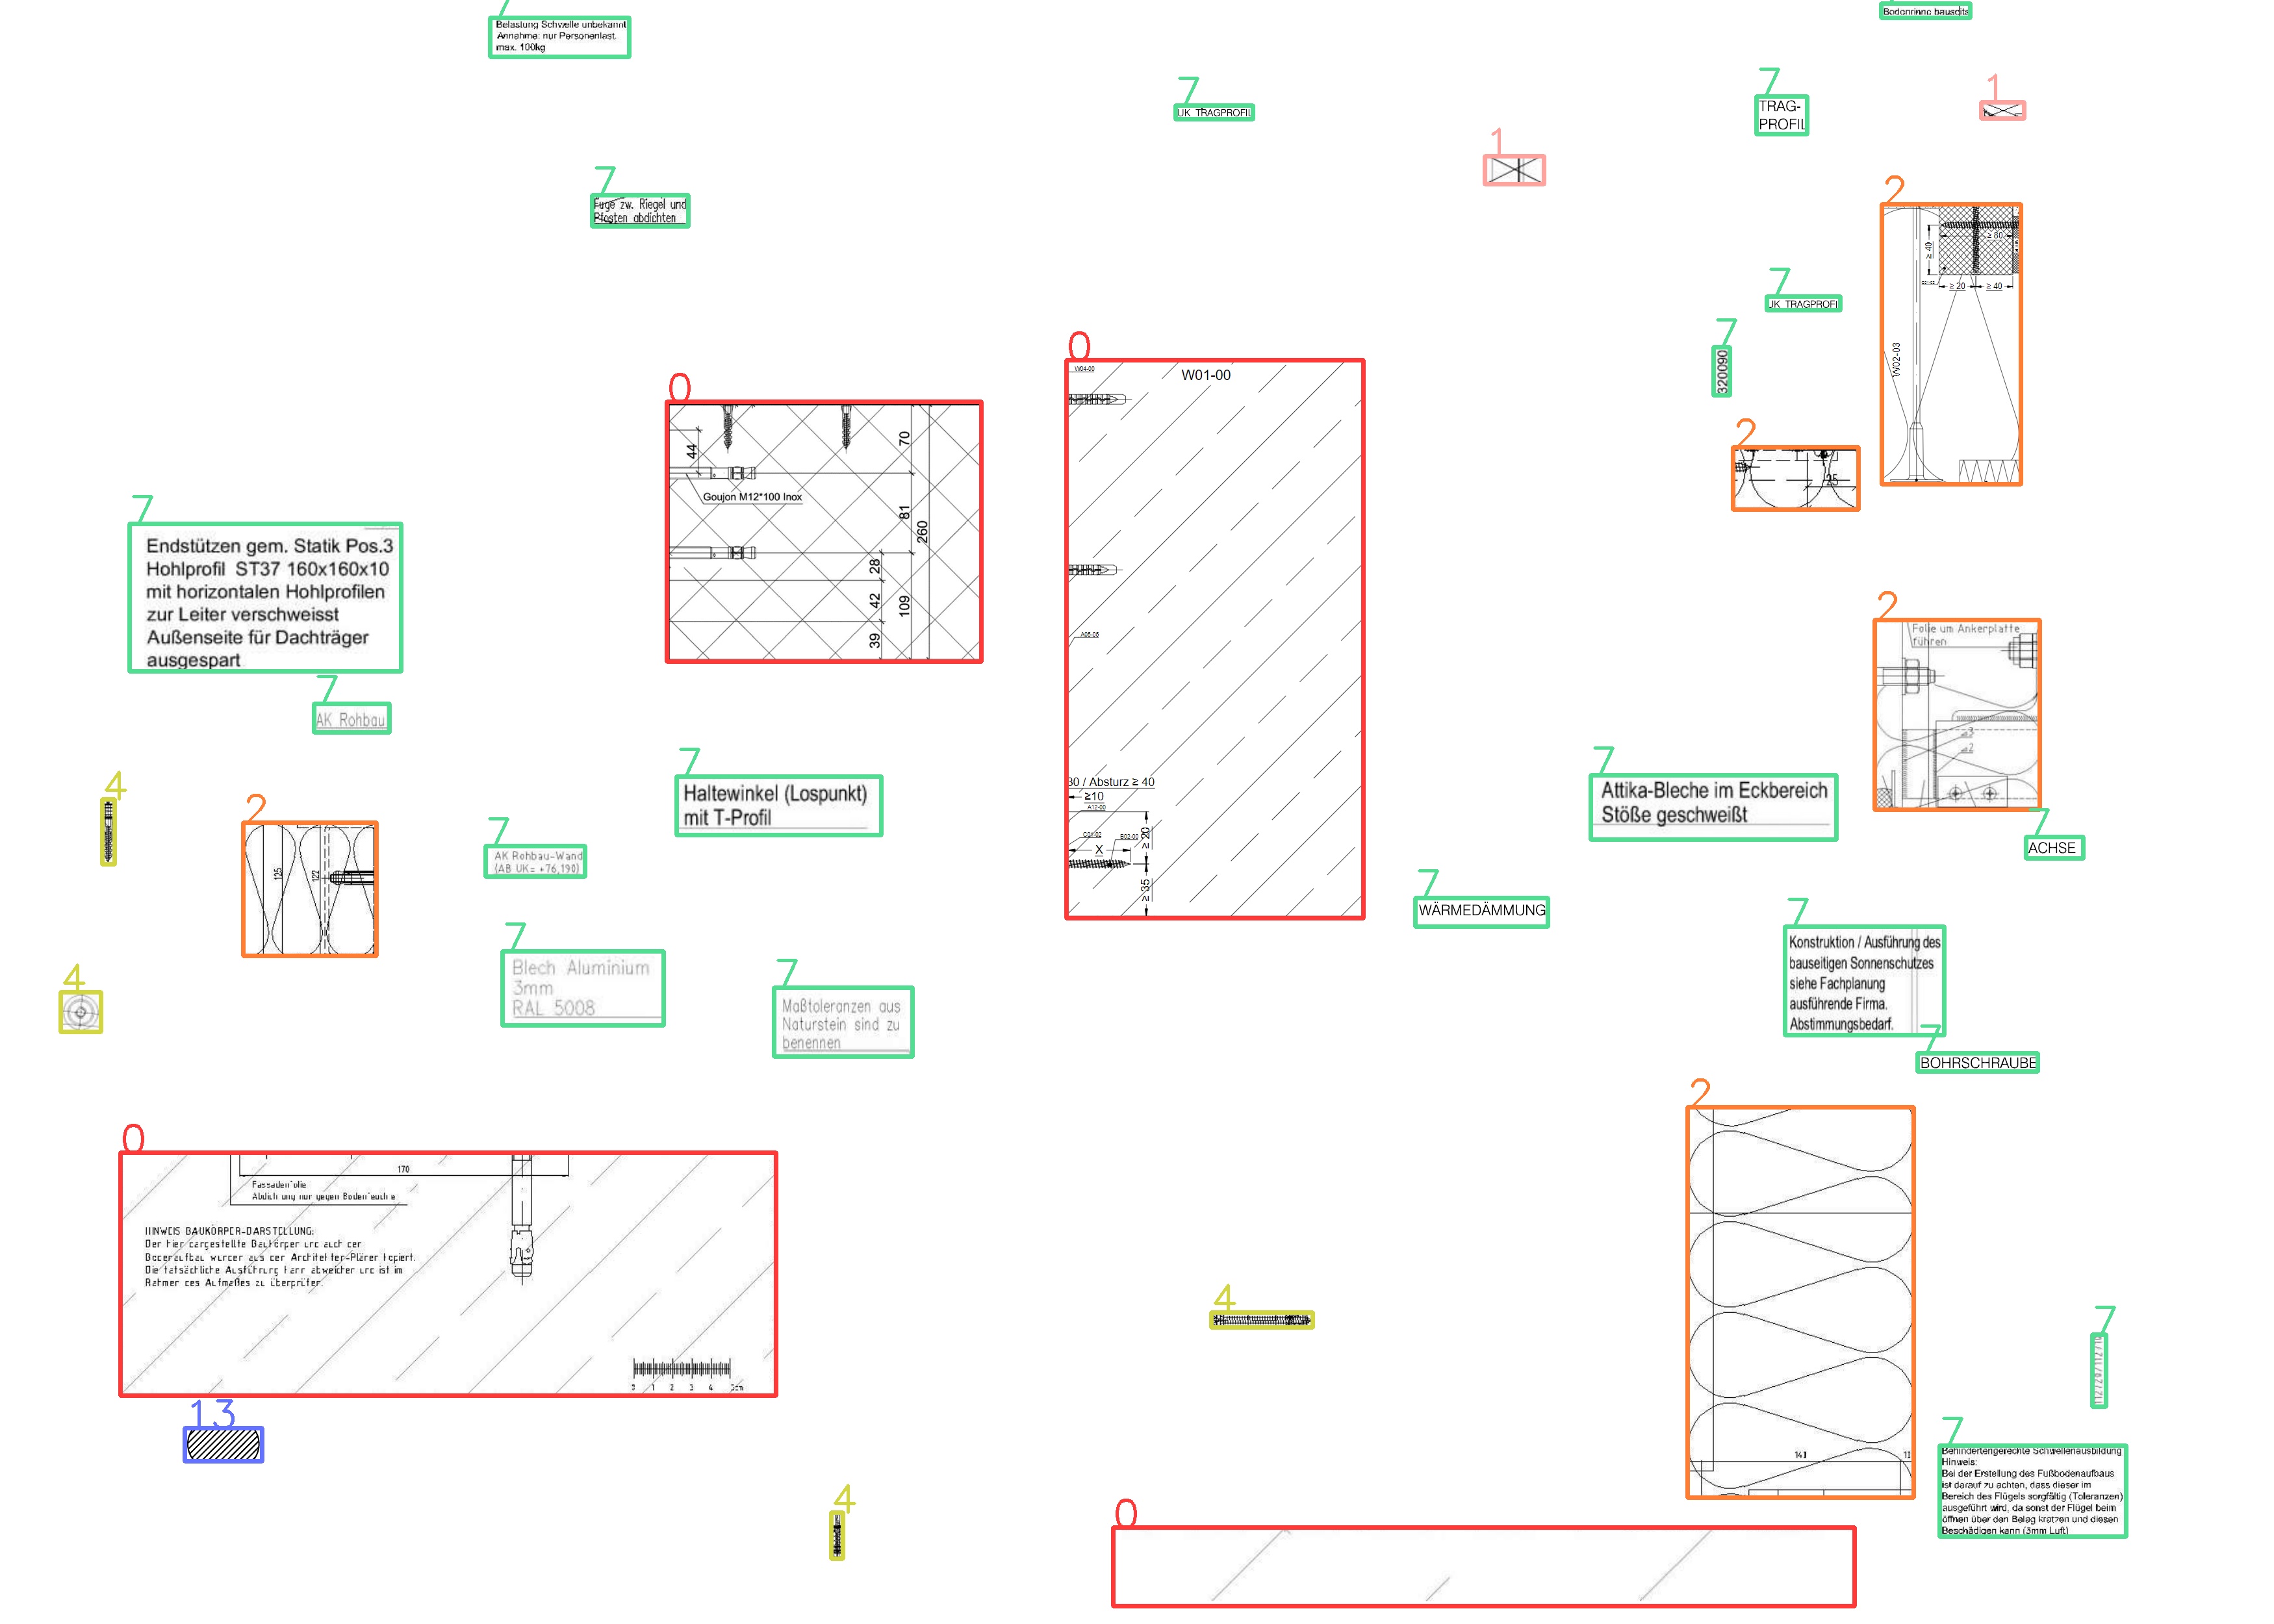 7
Belastung Schwelle unbekannt
Annahme: nur Personenlast.
max. 100kg
Bodenrinne bauseits
7
UK TRAGPROFIL
7
TRAG-
PROFIL
1
1
7
Fuge zw. Riegel und
Pfosten abdichten
2
≥ 80
≥ 40
≥ 20
≥ 40
W02-03
7
UK TRAGPROFI
7
320090
2
25
0
44
70
Goujon M12*100 Inox
81
260
28
42
109
39
0
W04-00
W01-00
A05-05
30 / Absturz ≥ 40
≥10
A12-00
C01-02
B02-00
X
≥ 20
≥ 35
7
Endstützen gem. Statik Pos.3
Hohlprofil ST37 160x160x10
mit horizontalen Hohlprofilen
zur Leiter verschweisst
Außenseite für Dachträger
ausgespart
7
AK Rohbau
2
Folie um Ankerplatte
führen
3
2
4
2
125
122
7
AK Rohbau-Wand
(AB UK= +76,190)
7
Haltewinkel (Lospunkt)
mit T-Profil
7
Attika-Bleche im Eckbereich
Stöße geschweißt
7
ACHSE
7
WÄRMEDÄMMUNG
4
7
Blech Aluminium
3mm
RAL 5008
7
Maßtoleranzen aus
Naturstein sind zu
benennen
7
Konstruktion / Ausführung des
bauseitigen Sonnenschutzes
siehe Fachplanung
ausführende Firma.
Abstimmungsbedarf.
7
BOHRSCHRAUBE
0
170
Fassadenfolie
Abdichtung nur gegen Bodenfeuchte
HINWEIS BAUKÖRPER-DARSTELLUNG:
Der hier dargestellte Baukörper und auch der
Bodenaufbau wurden aus den Architekten-Plänen kopiert.
Die tatsächliche Ausführung kann abweichen und ist im
Rahmen des Aufmaßes zu überprüfen.
0 1 2 3 4 5cm
13
4
4
2
141
11
7
7
Behindertengerechte Schwellenausbildung
Hinweis:
Bei der Erstellung des Fußbodenaufbaus
ist darauf zu achten, dass dieser im
Bereich des Flügels sorgfältig (Toleranzen)
ausgeführt wird, da sonst der Flügel beim
öffnen über den Belag kratzen und diesen
Beschädigen kann (3mm Luft)
0